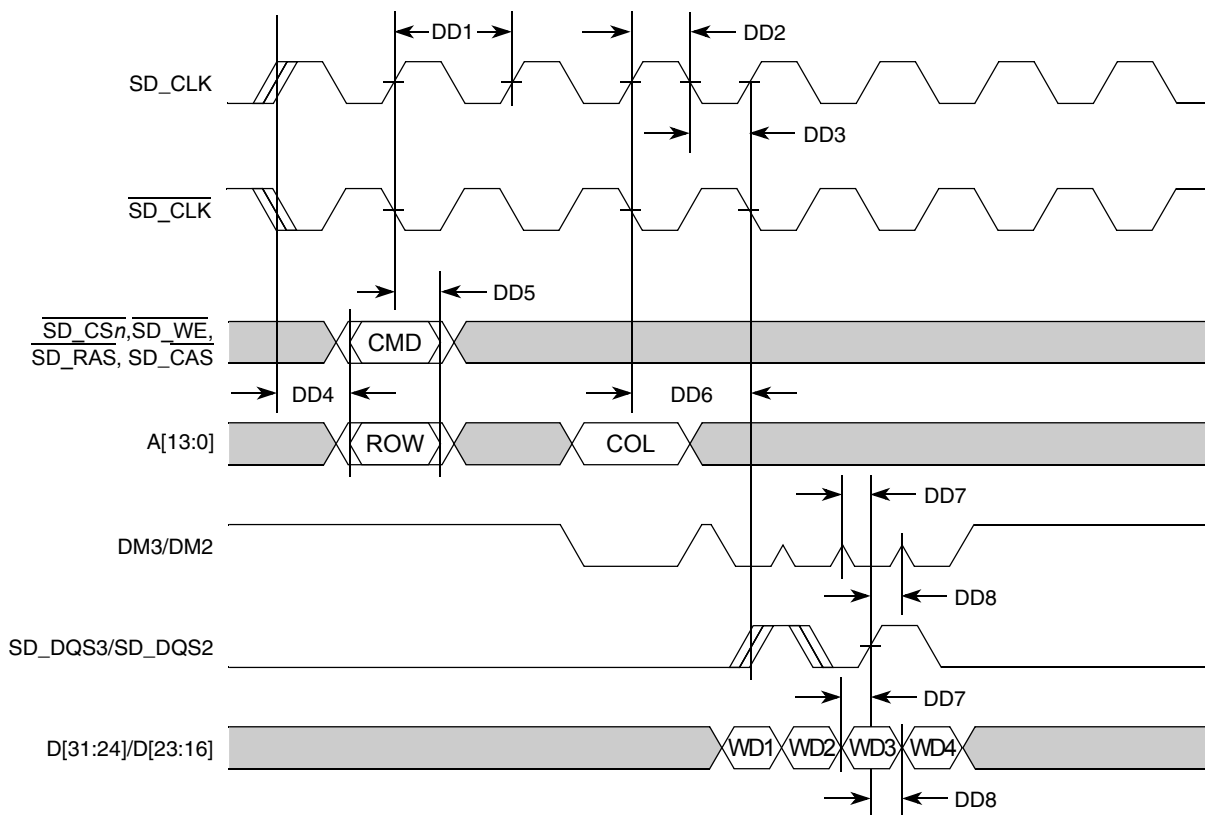 DD1
DD2
SD_CLK
DD3
SD_CLK
DD5
SD_CSn,SD_WE,
SD_RAS, SD_CAS
CMD
DD4
DD6
A[13:0]
ROW
COL
DD7
DM3/DM2
DD8
SD_DQS3/SD_DQS2
DD7
D[31:24]/D[23:16]
WD1
WD2
WD3
WD4
DD8